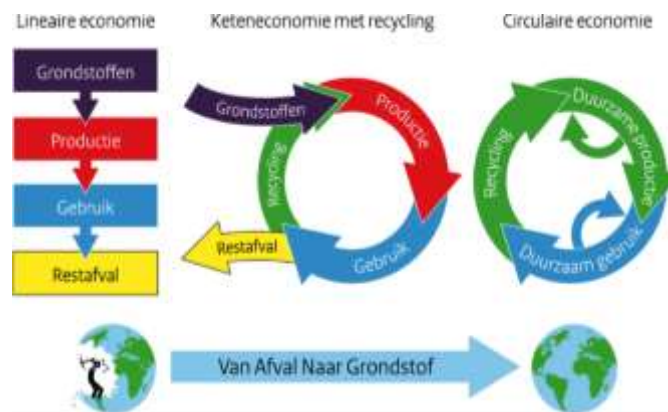 Lineaire economie
Keteneconomie met recycling
Circulaire economie
Grondstoffen
Productie
Gebruik
Restafval
Grondstoffen
Productie
Gebruik
Restafval
Recycling
Duurzame productie
Duurzaam gebruik
Recycling
Van Afval Naar Grondstof